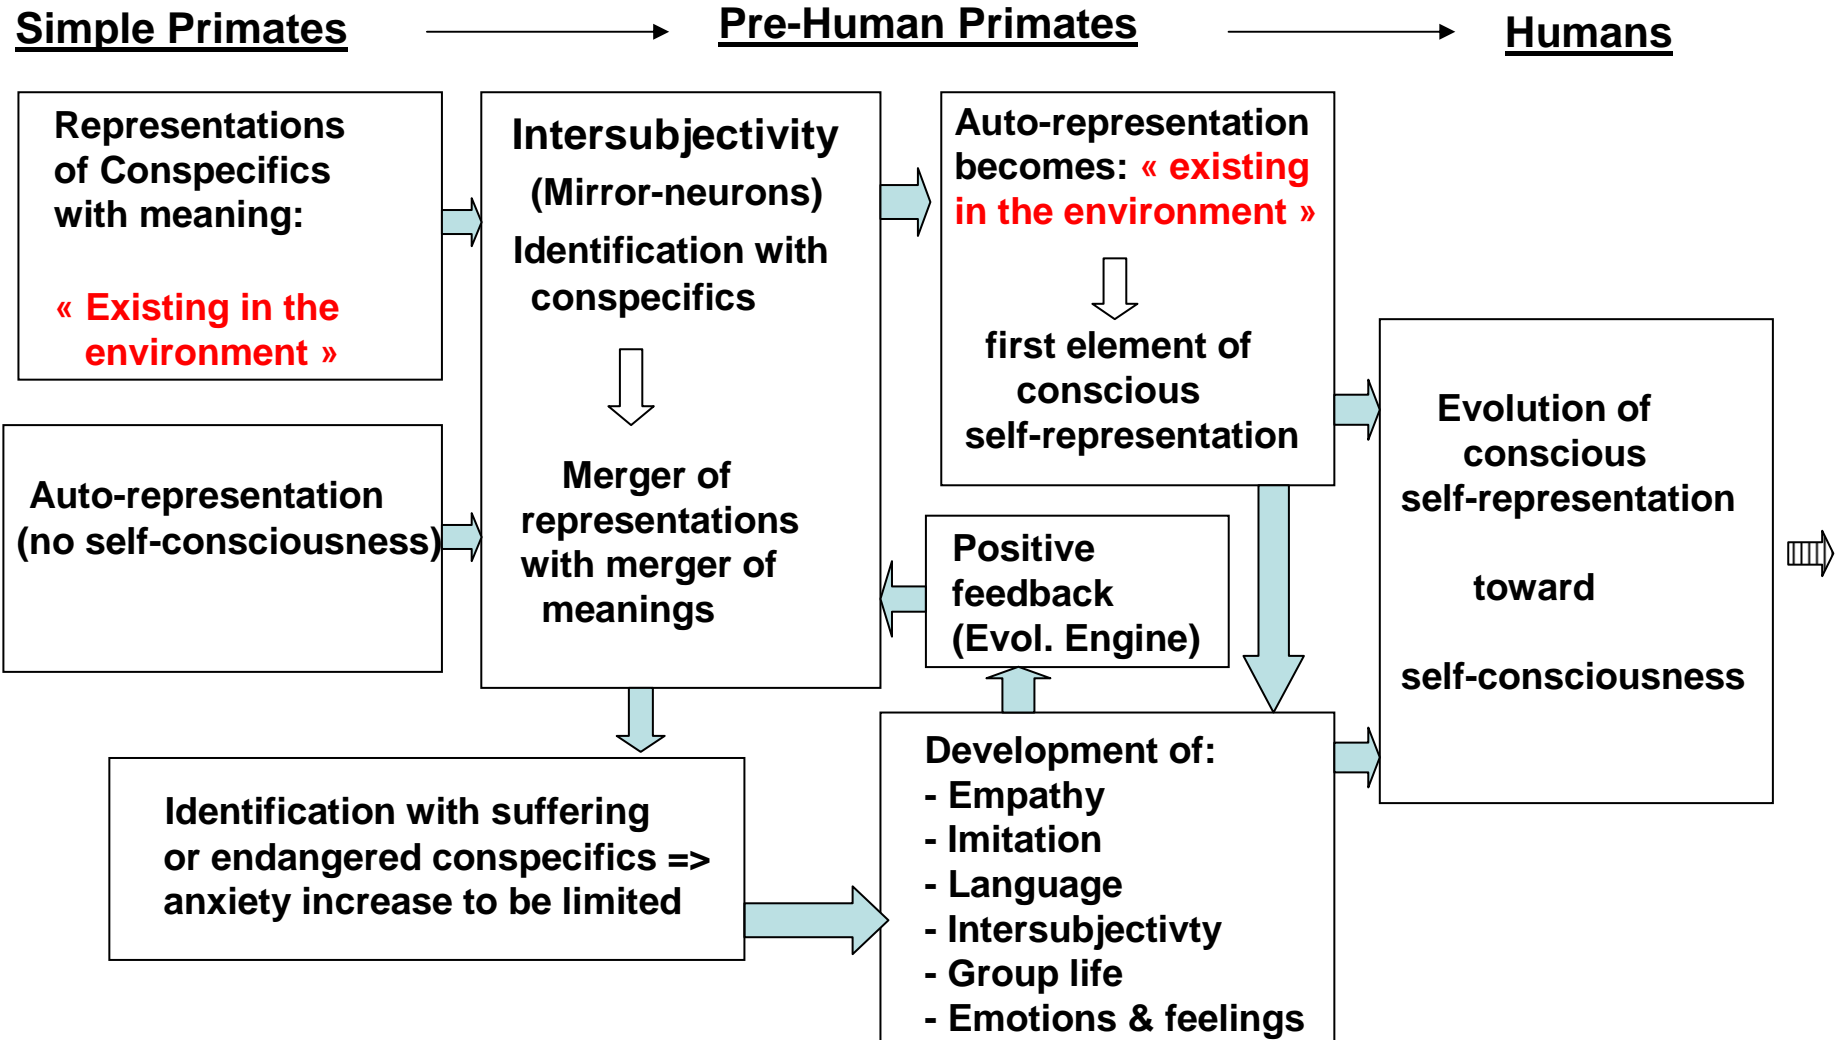 Simple Primates
Pre-Human Primates
Humans
Representations
of Conspecifics
with meaning:
« Existing in the
environment »
Auto-representation
(no self-consciousness)
Intersubjectivity
(Mirror-neurons)
Identification with
conspecifics
Merger of
representations
with merger of
meanings
Auto-representation
becomes: « existing
in the environment »
first element of
conscious
self-representation
Positive
feedback
(Evol. Engine)
Identification with suffering
or endangered conspecifics =>
anxiety increase to be limited
Development of:
- Empathy
- Imitation
- Language
- Intersubjectivty
- Group life
- Emotions & feelings
Evolution of
conscious
self-representation
toward
self-consciousness